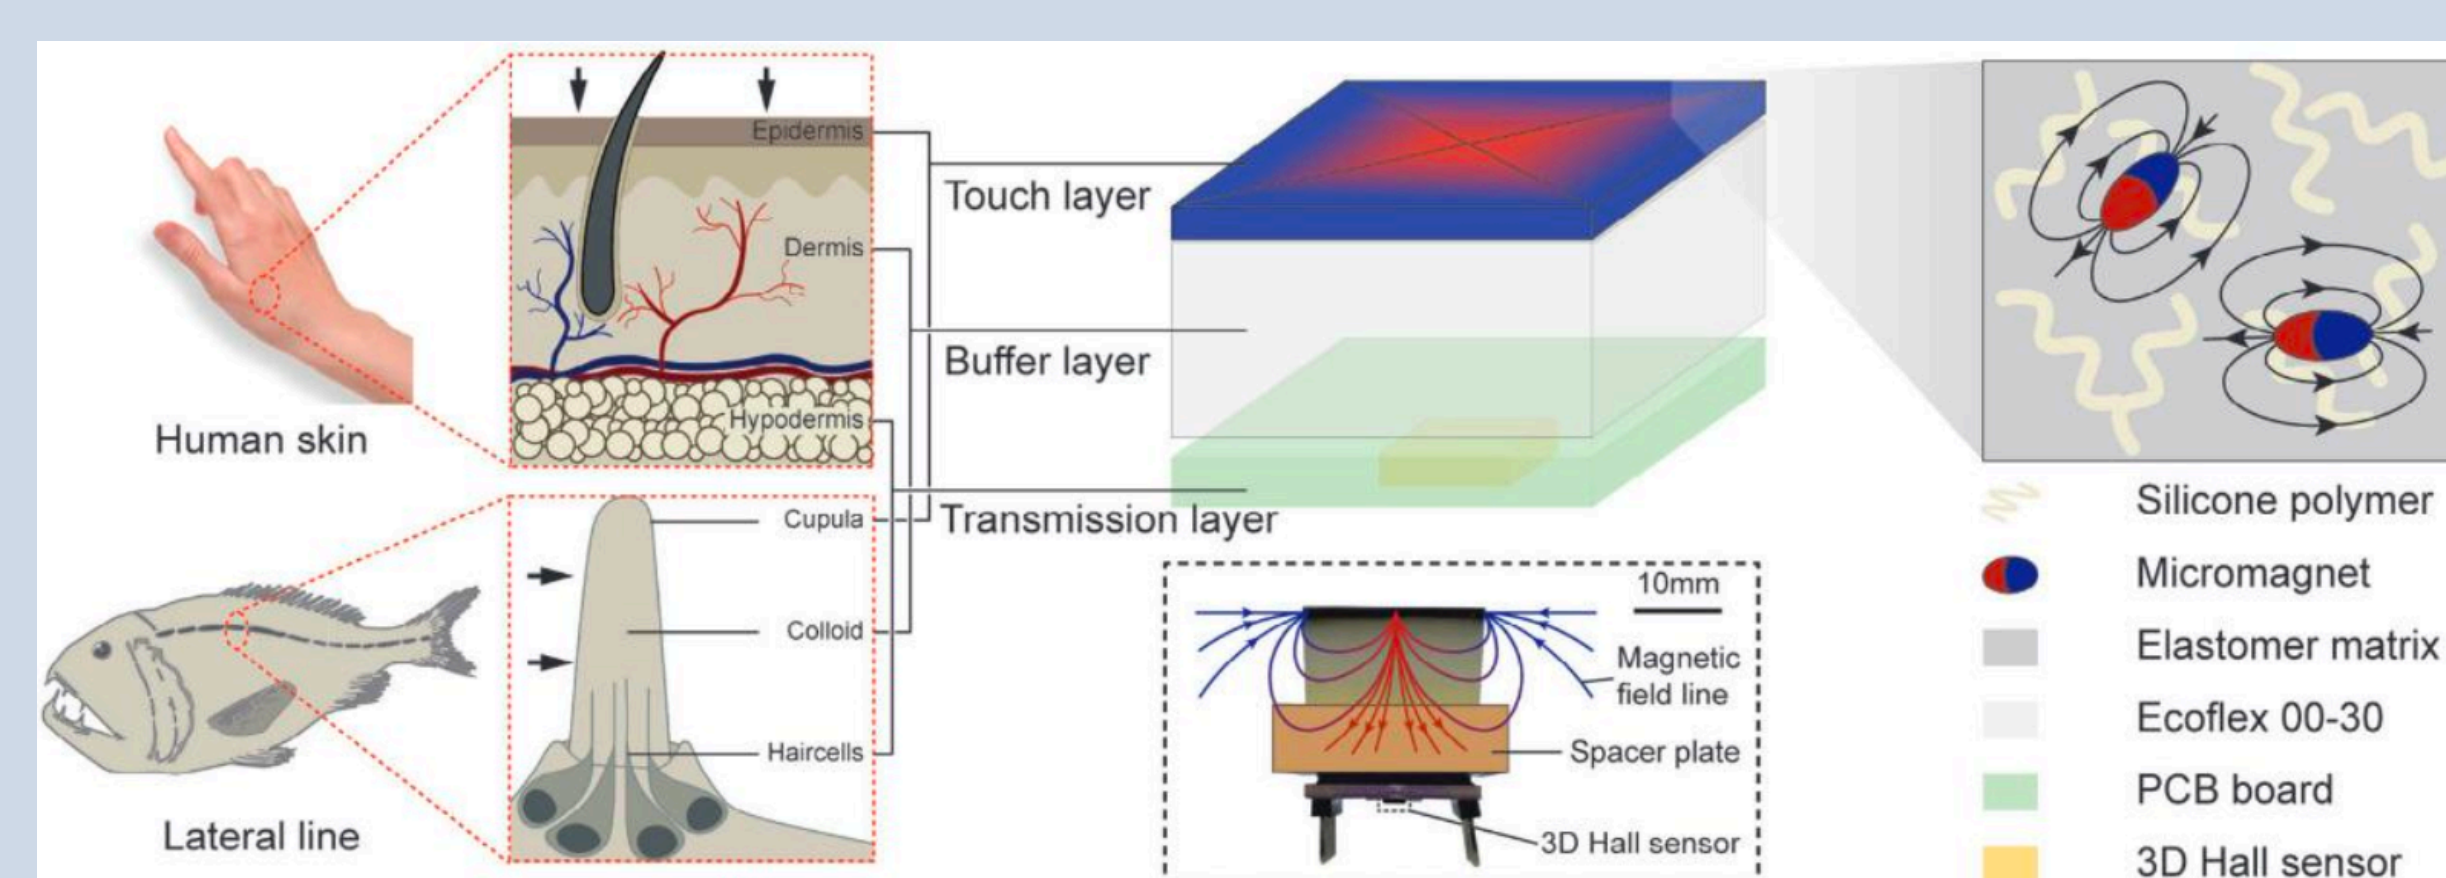 Epidermis
Dermis
Hypodermis
Human skin
Cupula
Colloid
Haircells
Lateral line
Touch layer
Buffer layer
Transmission layer
10mm
Magnetic
field line
Spacer plate
3D Hall sensor
Silicone polymer
Micromagnet
Elastomer matrix
Ecoflex 00-30
PCB board
3D Hall sensor